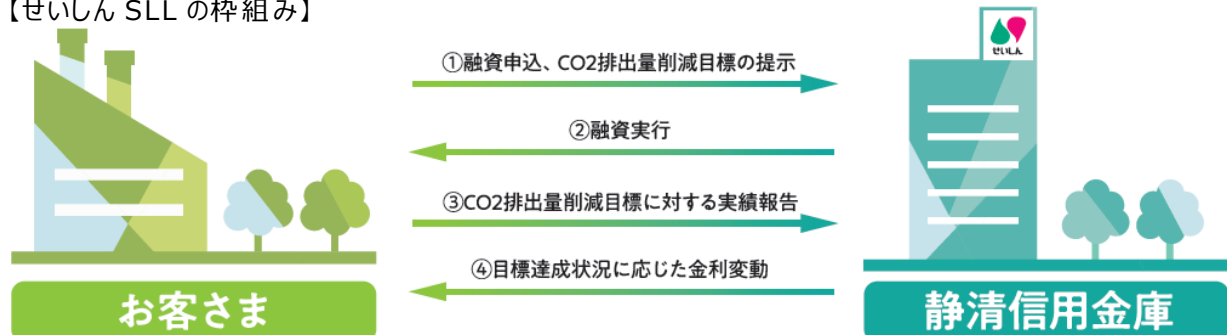 【せいしん SLL の枠組み】
せいしん
①融資申込、CO2排出量削減目標の提示
②融資実行
③CO2排出量削減目標に対する実績報告
④目標達成状況に応じた金利変動
お客さま
静清信用金庫